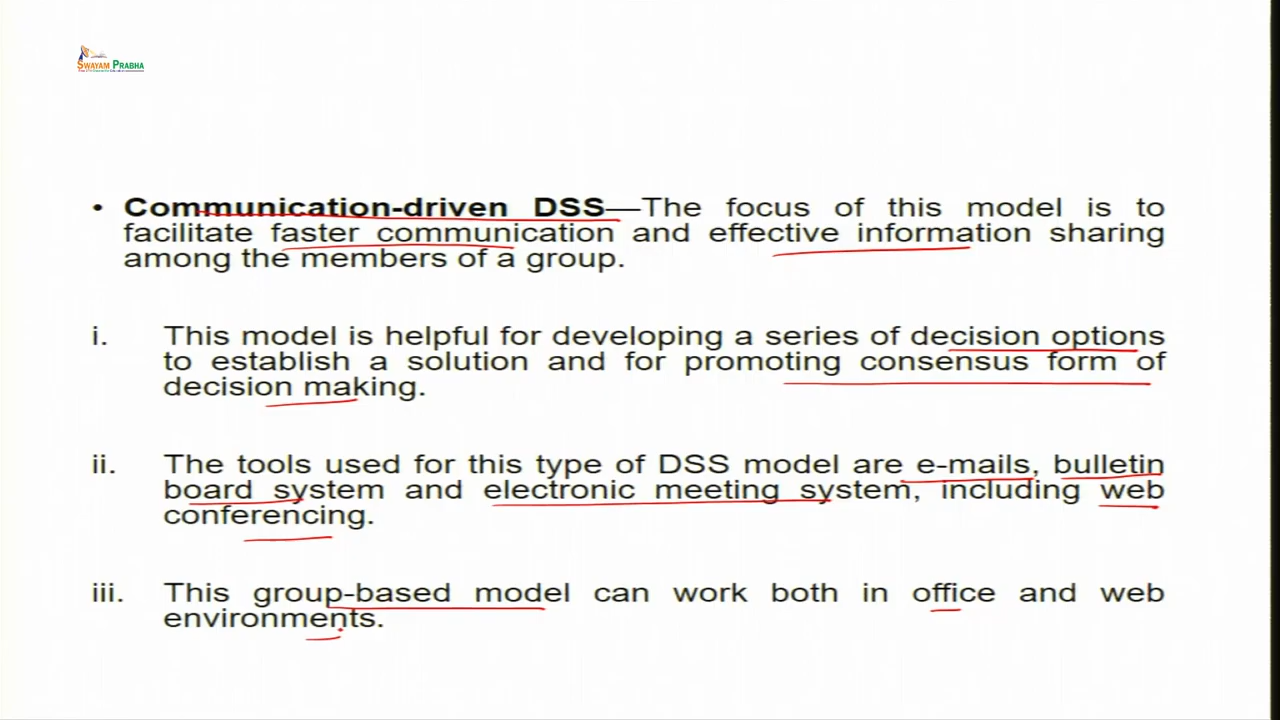 SWAYAM PRABHA
• Communication-driven DSS—The focus of this model is to
facilitate faster communication and effective information sharing
among the members of a group.
i. This model is helpful for developing a series of decision options
to establish a solution and for promoting consensus form of
decision making.
ii. The tools used for this type of DSS model are e-mails, bulletin
board system and electronic meeting system, including web
conferencing.
iii. This group-based model can work both in office and web
environments.